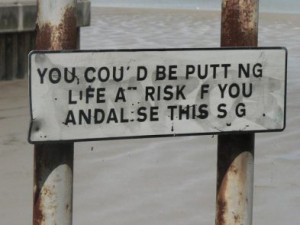 YOU, COU' D BE PUTT NG
L·FE A-- RISK F YOU
ANDAL:SE THIS S G